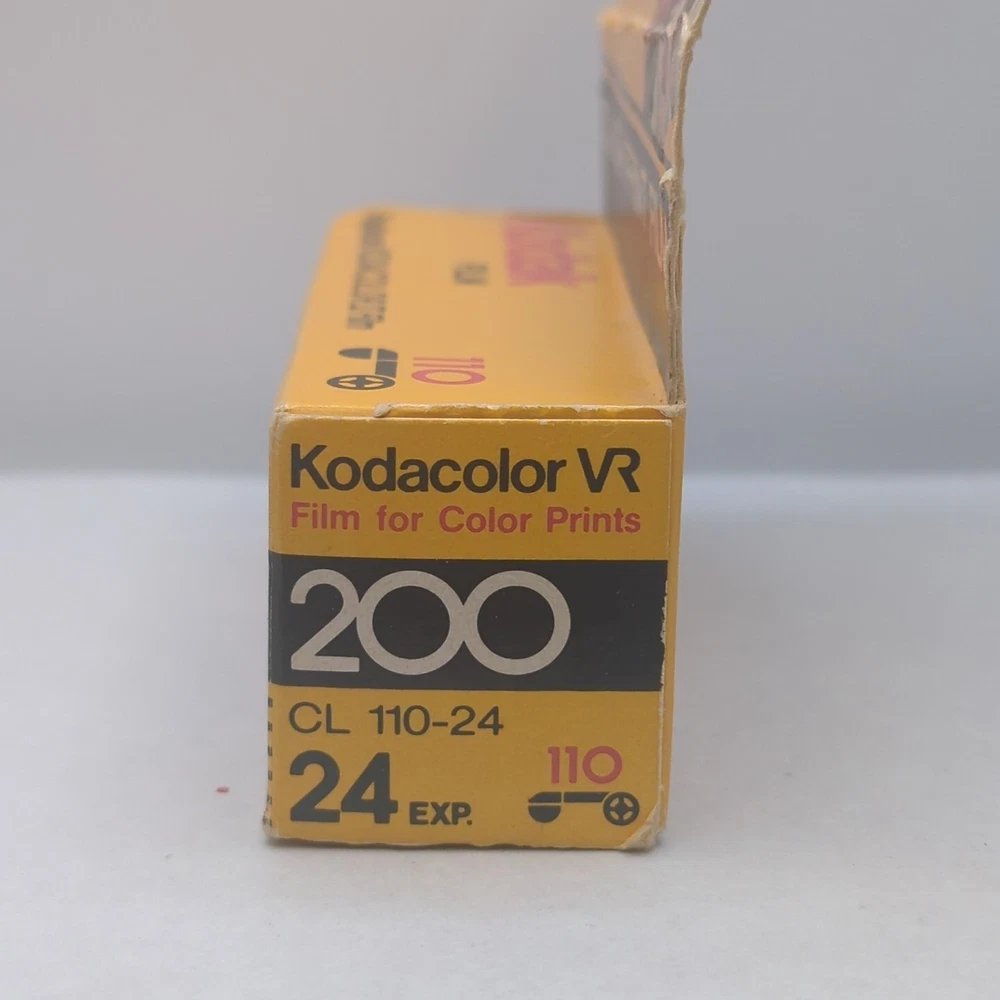 110
Kodacolor VR
Film for Color Prints
200
CL 110-24
24 EXP.
110